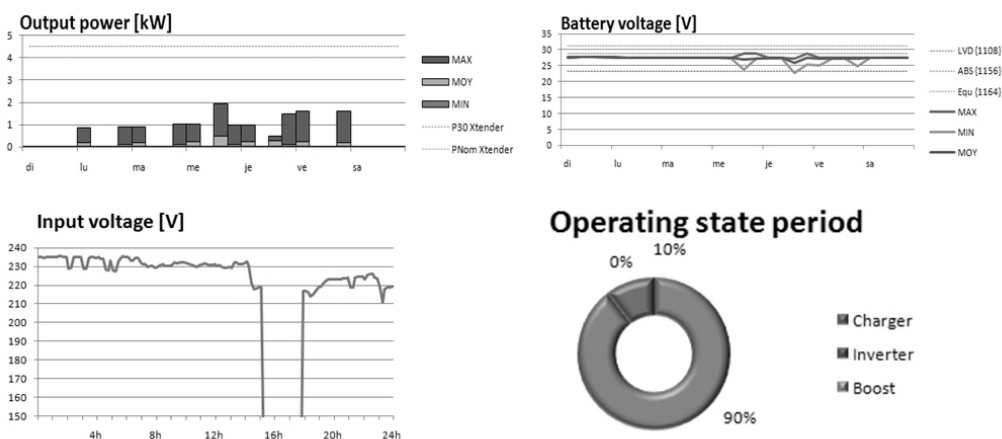 Output power [kW]
5
4
3
2
1
0
di lu ma me je ve sa
MAX
MOY
MIN
P30 Xtender
PNom Xtender
Battery voltage [V]
35
30
25
20
15
10
5
0
di lu ma me je ve sa
LVD {1108}
ABS {1156}
Equ {1164}
MAX
MIN
MOY
Input voltage [V]
240
230
220
210
200
190
180
170
160
150
4h 8h 12h 16h 20h 24h
Operating state period
0% 10%
90%
Charger
Inverter
Boost